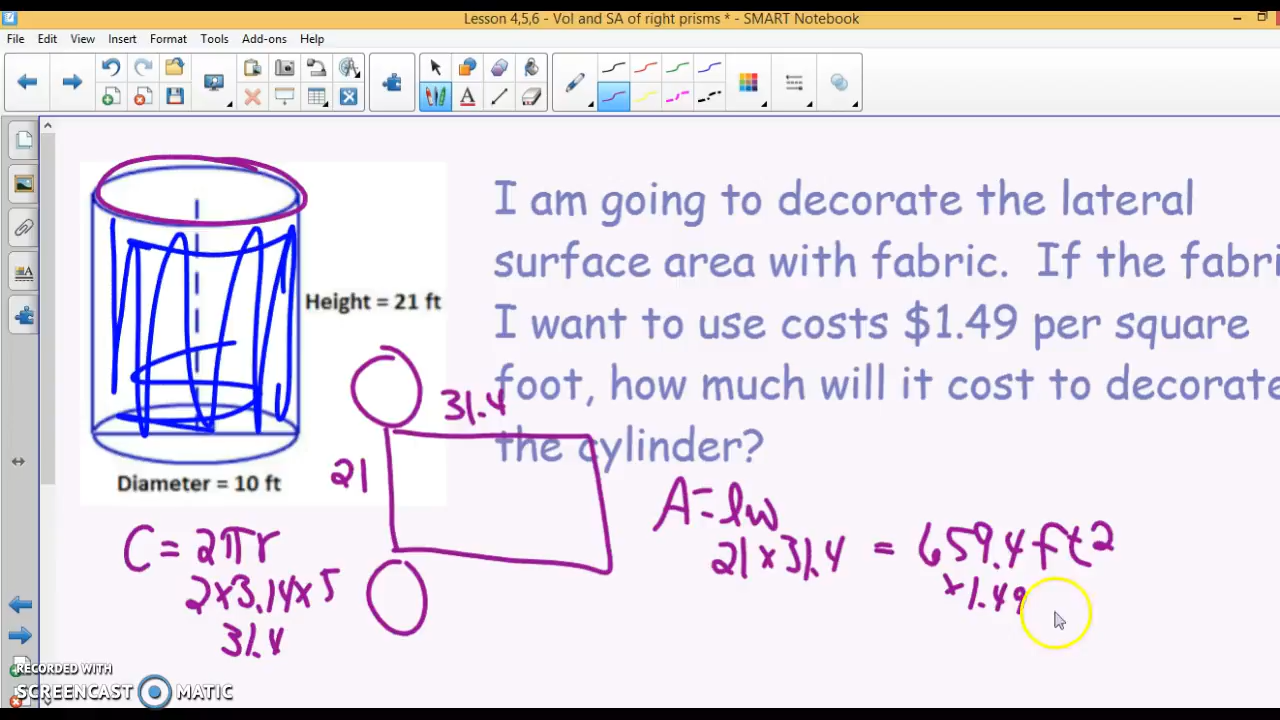 Lesson 4,5,6 - Vol and SA of right prisms * - SMART Notebook
File Edit View Insert Format Tools Add-ons Help
I am going to decorate the lateral
surface area with fabric. If the fabri
I want to use costs $1.49 per square
foot, how much will it cost to decorate
the cylinder?
Height = 21 ft
Diameter = 10 ft
31.4
21
C = 2πr
2×3.14×5
31.4
A=lw
21×31.4 = 659.4 ft2
×1.49
RECORDED WITH
SCREENCAST MATIC